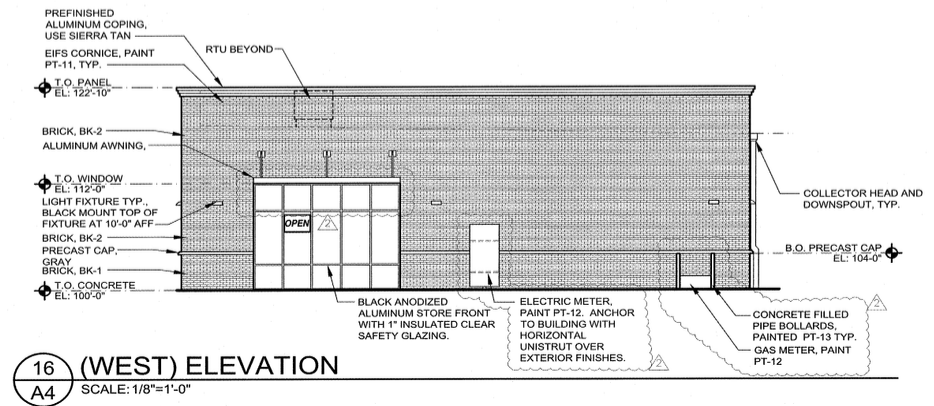 PREFINISHED
ALUMINUM COPING,
USE SIERRA TAN
EIFS CORNICE, PAINT
PT-11, TYP.
RTU BEYOND
T.O. PANEL
EL: 122'-10"
BRICK, BK-2
ALUMINUM AWNING,
T.O. WINDOW
EL: 112'-0"
LIGHT FIXTURE TYP.,
BLACK MOUNT TOP OF
FIXTURE AT 10'-0" AFF
BRICK, BK-2
PRECAST CAP,
GRAY
BRICK, BK-1
T.O. CONCRETE
EL: 100'-0"
OPEN
2
COLLECTOR HEAD AND
DOWNSPOUT, TYP.
B.O. PRECAST CAP
EL: 104-0"
BLACK ANODIZED
ALUMINUM STORE FRONT
WITH 1" INSULATED CLEAR
SAFETY GLAZING.
ELECTRIC METER,
PAINT PT-12. ANCHOR
TO BUILDING WITH
HORIZONTAL
UNISTRUT OVER
EXTERIOR FINISHES.
2
CONCRETE FILLED
PIPE BOLLARDS,
PAINTED PT-13 TYP.
GAS METER, PAINT
PT-12
2
16
A4
(WEST) ELEVATION
SCALE: 1/8"=1'-0"